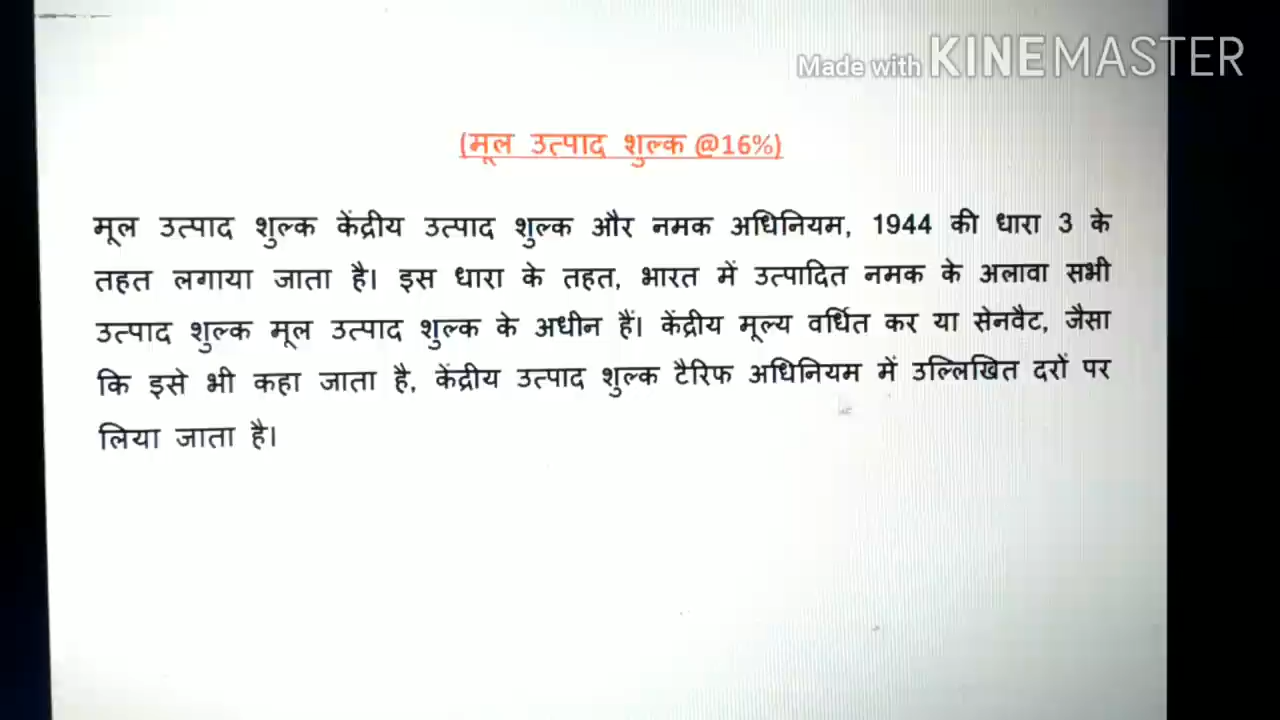 Made with KINEMASTER
(मूल उत्पाद शुल्क @16%)
मूल उत्पाद शुल्क केंद्रीय उत्पाद शुल्क और नमक अधिनियम, 1944 की धारा 3 के
तहत लगाया जाता है। इस धारा के तहत, भारत में उत्पादित नमक के अलावा सभी
उत्पाद शुल्क मूल उत्पाद शुल्क के अधीन हैं। केंद्रीय मूल्य वर्धित कर या सेनवैट, जैसा
कि इसे भी कहा जाता है, केंद्रीय उत्पाद शुल्क टैरिफ अधिनियम में उल्लिखित दरों पर
लिया जाता है।